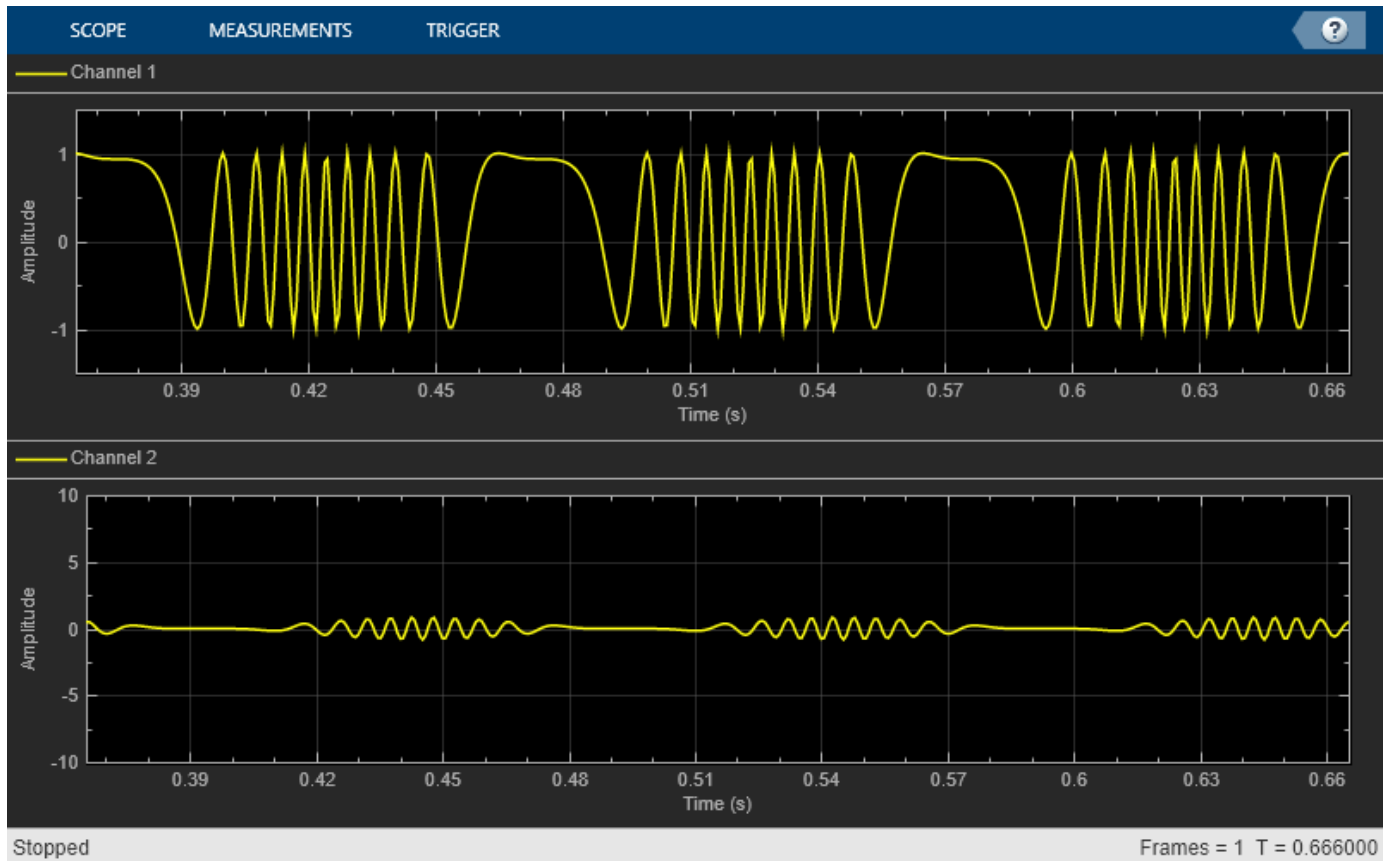 SCOPE MEASUREMENTS TRIGGER ?
Channel 1
1
0
-1
Amplitude
0.39 0.42 0.45 0.48 0.51 0.54 0.57 0.6 0.63 0.66
Time (s)
Channel 2
10
5
0
-5
-10
Amplitude
0.39 0.42 0.45 0.48 0.51 0.54 0.57 0.6 0.63 0.66
Time (s)
Stopped Frames = 1 T = 0.666000